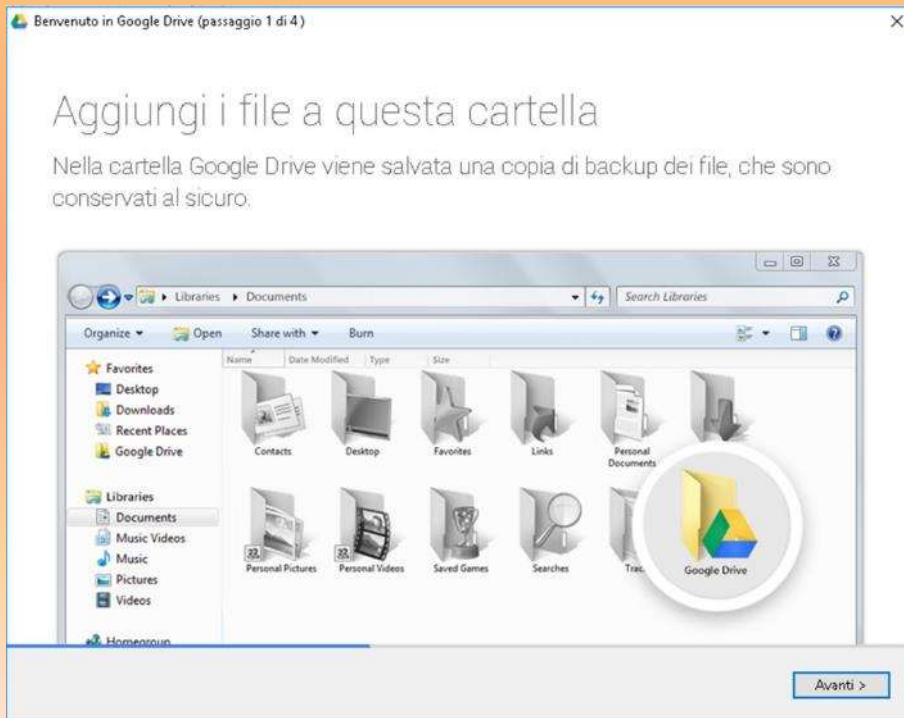 Benvenuto in Google Drive (passaggio 1 di 4)
Aggiungi i file a questa cartella
Nella cartella Google Drive viene salvata una copia di backup dei file, che sono
conservati al sicuro.
Libraries Documents
Search Libraries
Organize Open Share with Burn
Favorites
Desktop
Downloads
Recent Places
Google Drive
Libraries
Documents
Music Videos
Music
Pictures
Videos
Homegroup
Name Date Modified Type Size
Contacts Desktop Favorites Links Personal
Documents
Personal Pictures Personal Videos Saved Games Searches Google Drive
Avanti >